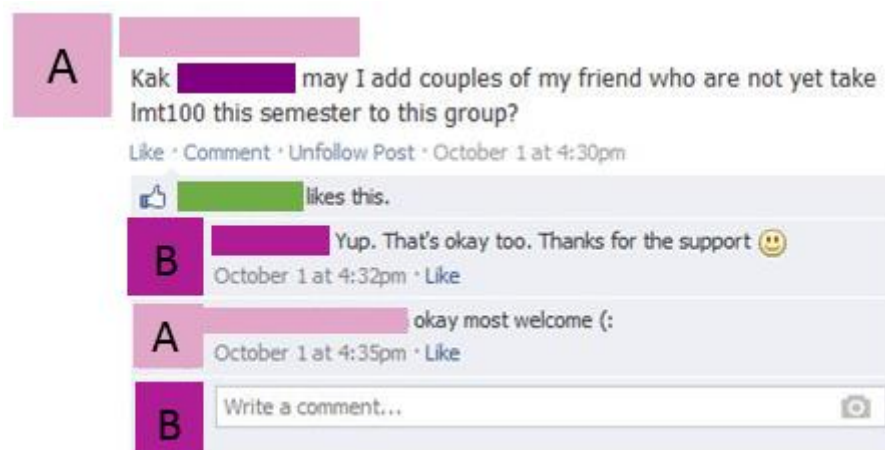 A
Kak may I add couples of my friend who are not yet take
lmt100 this semester to this group?
Like · Comment · Unfollow Post · October 1 at 4:30pm
likes this.
B
Yup. That's okay too. Thanks for the support
October 1 at 4:32pm · Like
A
okay most welcome (:
October 1 at 4:35pm · Like
B
Write a comment...